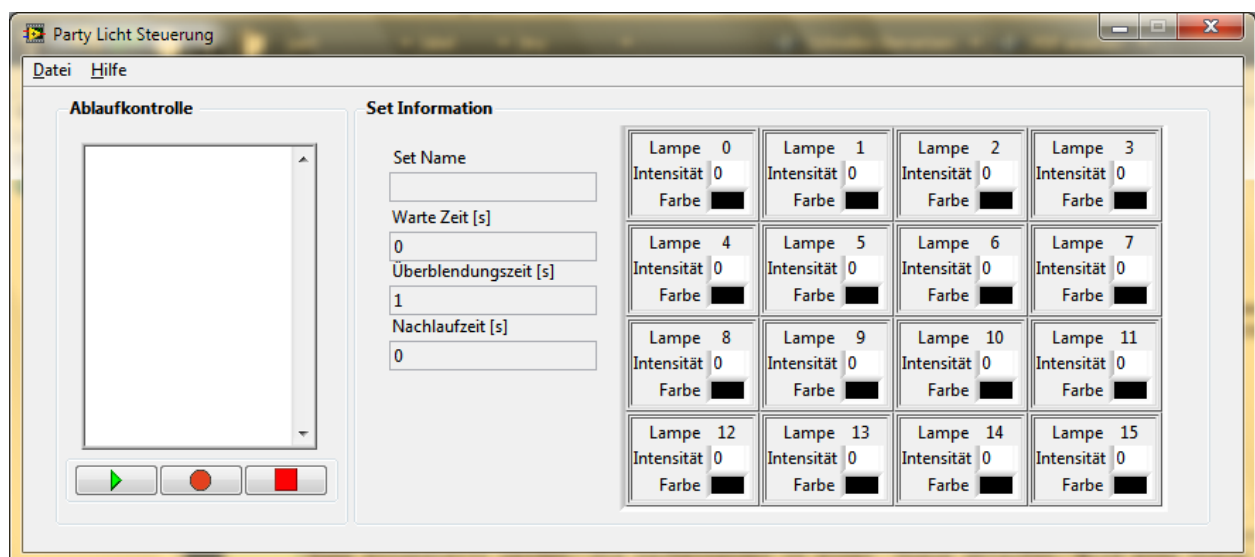 Party Licht Steuerung
Datei Hilfe
Ablaufkontrolle
Set Information
Set Name
Warte Zeit [s]
0
Überblendungszeit [s]
1
Nachlaufzeit [s]
0
Lampe 0 Lampe 1 Lampe 2 Lampe 3
Intensität 0 Intensität 0 Intensität 0 Intensität 0
Farbe Farbe Farbe Farbe
Lampe 4 Lampe 5 Lampe 6 Lampe 7
Intensität 0 Intensität 0 Intensität 0 Intensität 0
Farbe Farbe Farbe Farbe
Lampe 8 Lampe 9 Lampe 10 Lampe 11
Intensität 0 Intensität 0 Intensität 0 Intensität 0
Farbe Farbe Farbe Farbe
Lampe 12 Lampe 13 Lampe 14 Lampe 15
Intensität 0 Intensität 0 Intensität 0 Intensität 0
Farbe Farbe Farbe Farbe